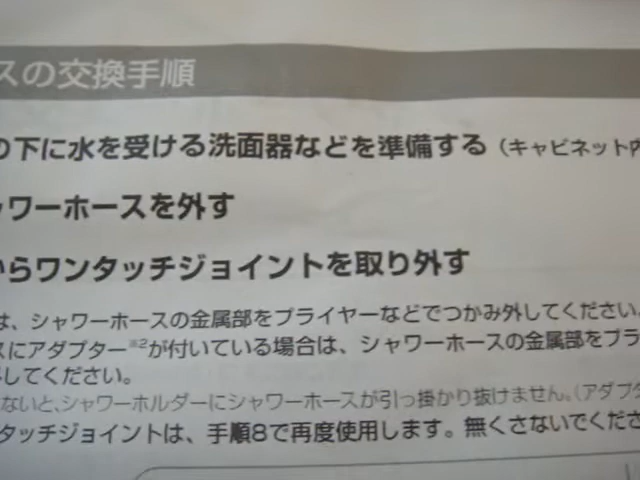 スの交換手順
の下に水を受ける洗面器などを準備する（キャビネット内
ャワーホースを外す
からワンタッチジョイントを取り外す
は、シャワーホースの金属部をプライヤーなどでつかみ外してください。
スにアダプター※2が付いている場合は、シャワーホースの金属部をプラ
してください。
ないと、シャワーホルダーにシャワーホースが引っ掛かり抜けません。（アダプタ
タッチジョイントは、手順8で再度使用します。無くさないでくださ